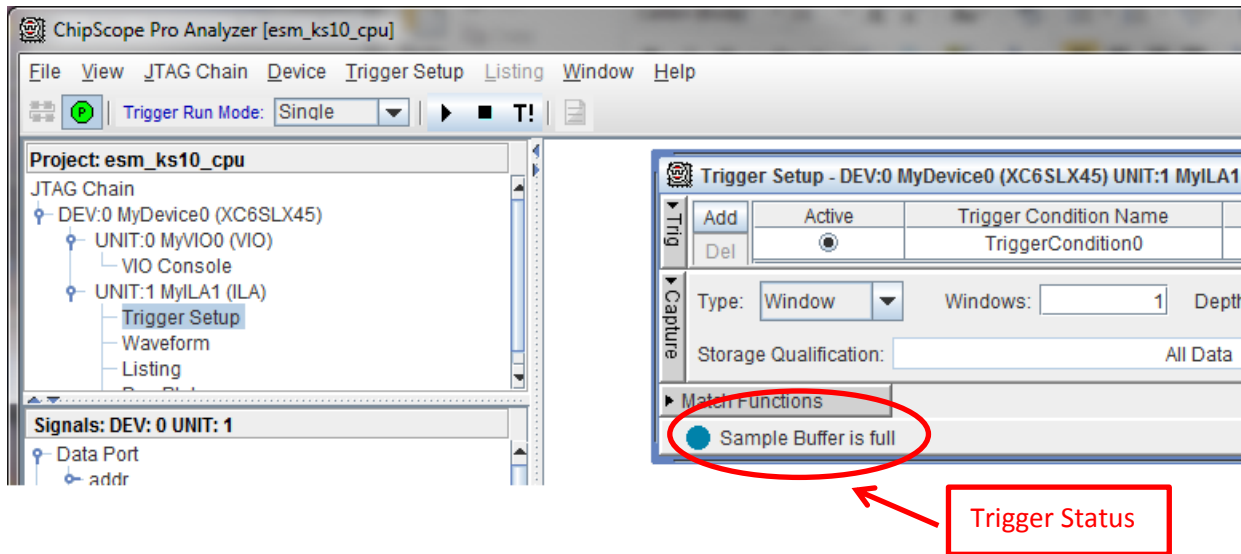 ChipScope Pro Analyzer [esm_ks10_cpu]
File View JTAG Chain Device Trigger Setup Listing Window Help
P Trigger Run Mode: Single T!
Project: esm_ks10_cpu
JTAG Chain
DEV:0 MyDevice0 (XC6SLX45)
UNIT:0 MyVIO0 (VIO)
VIO Console
UNIT:1 MyILA1 (ILA)
Trigger Setup
Waveform
Listing
Signals: DEV: 0 UNIT: 1
Data Port
addr
Trigger Setup - DEV:0 MyDevice0 (XC6SLX45) UNIT:1 MyILA1
Trig
Add Active Trigger Condition Name
Del TriggerCondition0
Capture
Type: Window Windows: 1 Depth
Storage Qualification: All Data
Match Functions
Sample Buffer is full
Trigger Status